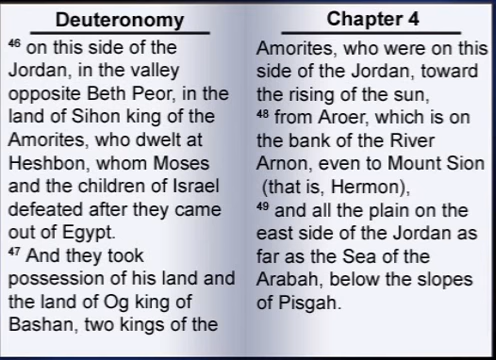 Deuteronomy
46 on this side of the
Jordan, in the valley
opposite Beth Peor, in the
land of Sihon king of the
Amorites, who dwelt at
Heshbon, whom Moses
and the children of Israel
defeated after they came
out of Egypt.
47 And they took
possession of his land and
the land of Og king of
Bashan, two kings of the
Chapter 4
Amorites, who were on this
side of the Jordan, toward
the rising of the sun,
48 from Aroer, which is on
the bank of the River
Arnon, even to Mount Sion
(that is, Hermon),
49 and all the plain on the
east side of the Jordan as
far as the Sea of the
Arabah, below the slopes
of Pisgah.